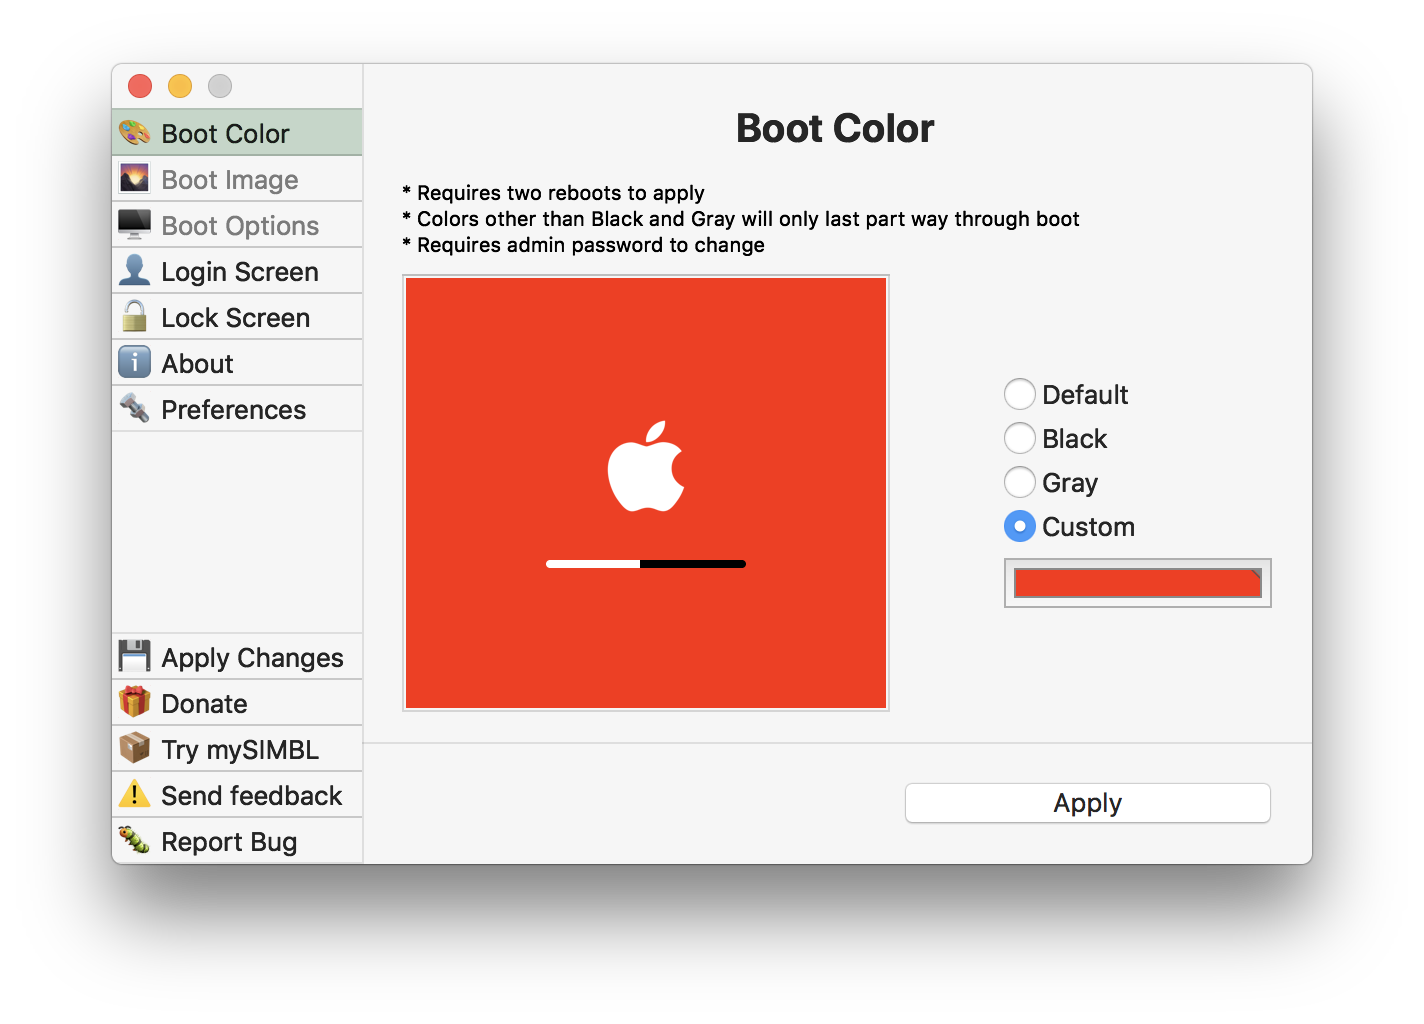 Boot Color
Boot Image
Boot Options
Login Screen
Lock Screen
About
Preferences
Apply Changes
Donate
Try mySIMBL
Send feedback
Report Bug
Boot Color
* Requires two reboots to apply
* Colors other than Black and Gray will only last part way through boot
* Requires admin password to change
Default
Black
Gray
Custom
Apply